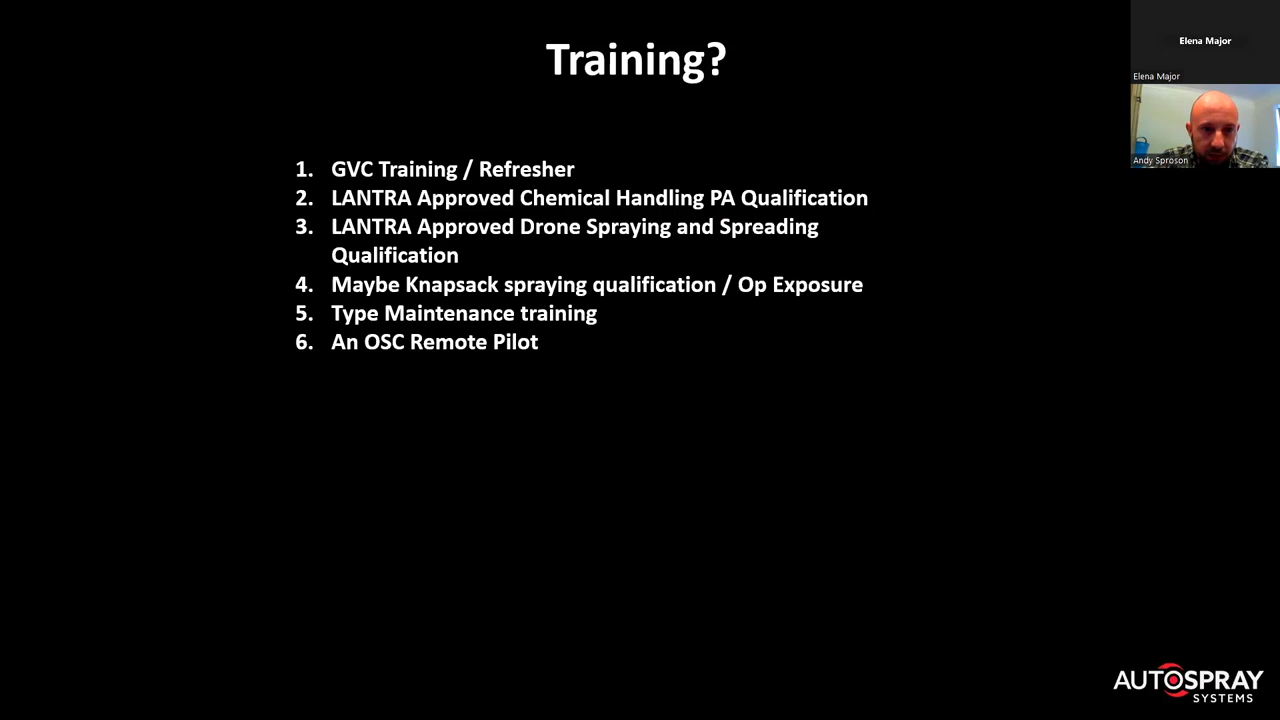 Training?
Elena Major
Elena Major
Andy Sproson
1. GVC Training / Refresher
2. LANTRA Approved Chemical Handling PA Qualification
3. LANTRA Approved Drone Spraying and Spreading
Qualification
4. Maybe Knapsack spraying qualification / Op Exposure
5. Type Maintenance training
6. An OSC Remote Pilot
AUTOSPRAY
SYSTEMS